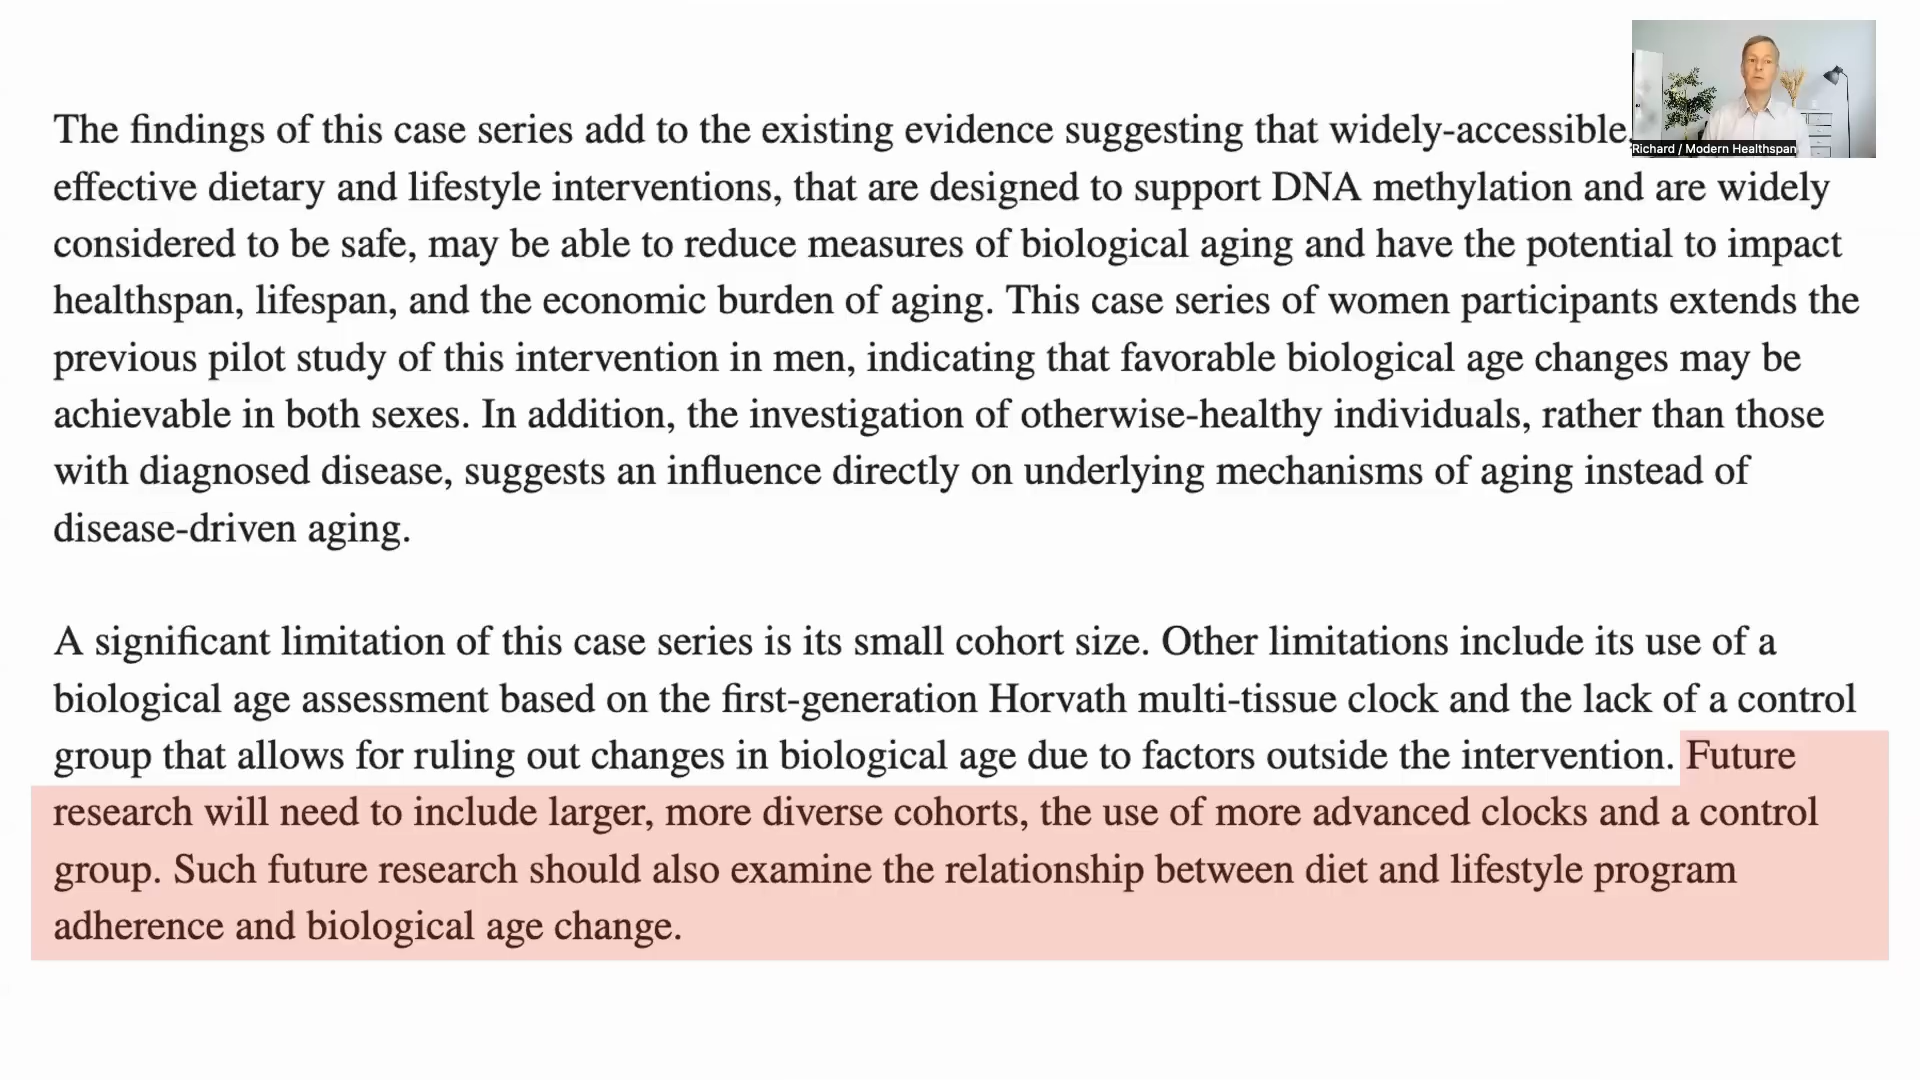 The findings of this case series add to the existing evidence suggesting that widely-accessible,
effective dietary and lifestyle interventions, that are designed to support DNA methylation and are widely
considered to be safe, may be able to reduce measures of biological aging and have the potential to impact
healthspan, lifespan, and the economic burden of aging. This case series of women participants extends the
previous pilot study of this intervention in men, indicating that favorable biological age changes may be
achievable in both sexes. In addition, the investigation of otherwise-healthy individuals, rather than those
with diagnosed disease, suggests an influence directly on underlying mechanisms of aging instead of
disease-driven aging.
A significant limitation of this case series is its small cohort size. Other limitations include its use of a
biological age assessment based on the first-generation Horvath multi-tissue clock and the lack of a control
group that allows for ruling out changes in biological age due to factors outside the intervention. Future
research will need to include larger, more diverse cohorts, the use of more advanced clocks and a control
group. Such future research should also examine the relationship between diet and lifestyle program
adherence and biological age change.
Richard / Modern Healthspan